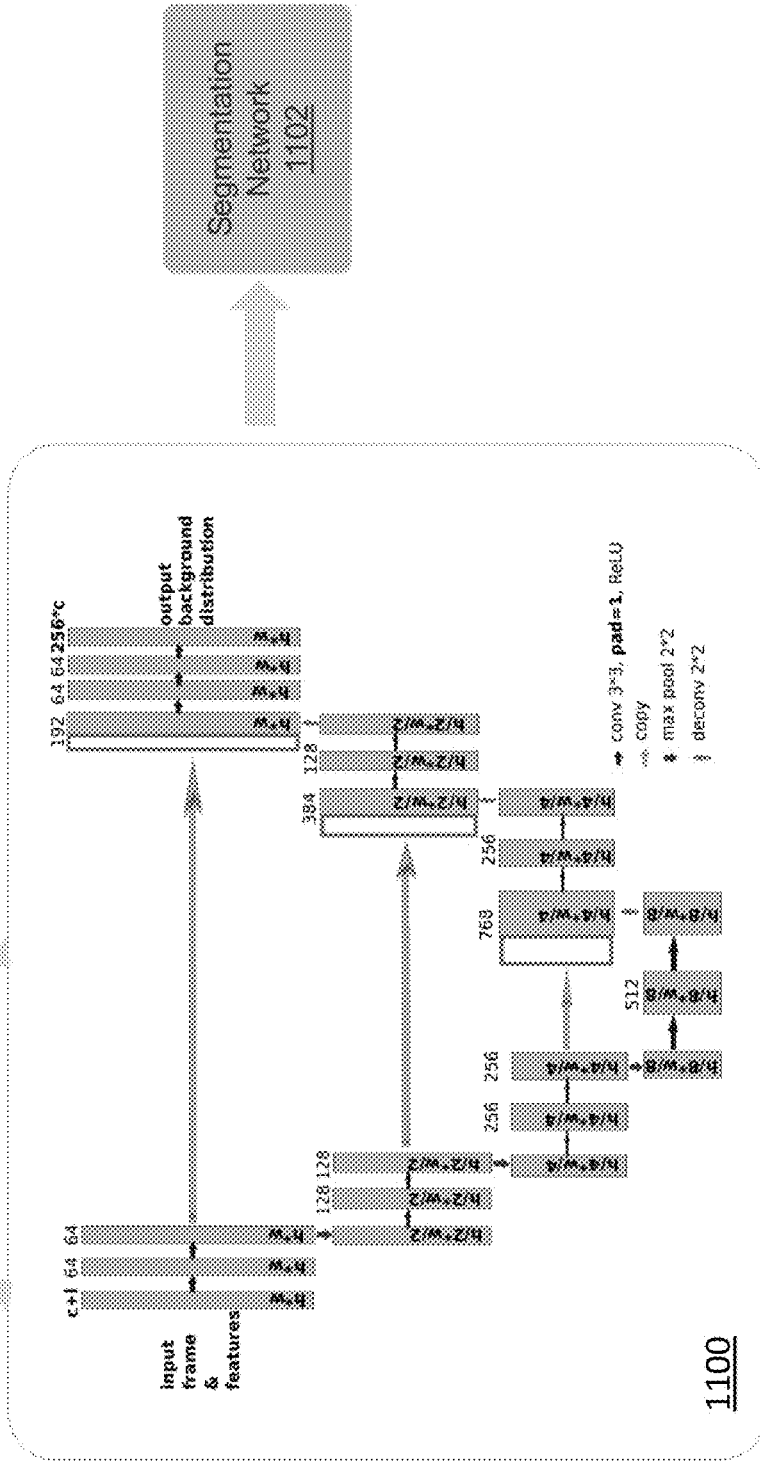 c+l 64 64
192 64 64 256*c
input
frame
&
features
h*w
h*w
h*w
h*w
h*w
h*w
h*w
output
background
distribution
128 128
384 128
h/2*w/2
h/2*w/2
h/2*w/2
h/2*w/2
h/2*w/2
h/2*w/2
256 256
768 256
h/4*w/4
h/4*w/4
h/4*w/4
h/4*w/4
h/4*w/4
h/4*w/4
512
h/8*w/8
h/8*w/8
h/8*w/8
conv 3*3, pad=1, ReLU
copy
max pool 2*2
deconv 2*2
1100
Segmentation
Network
1102